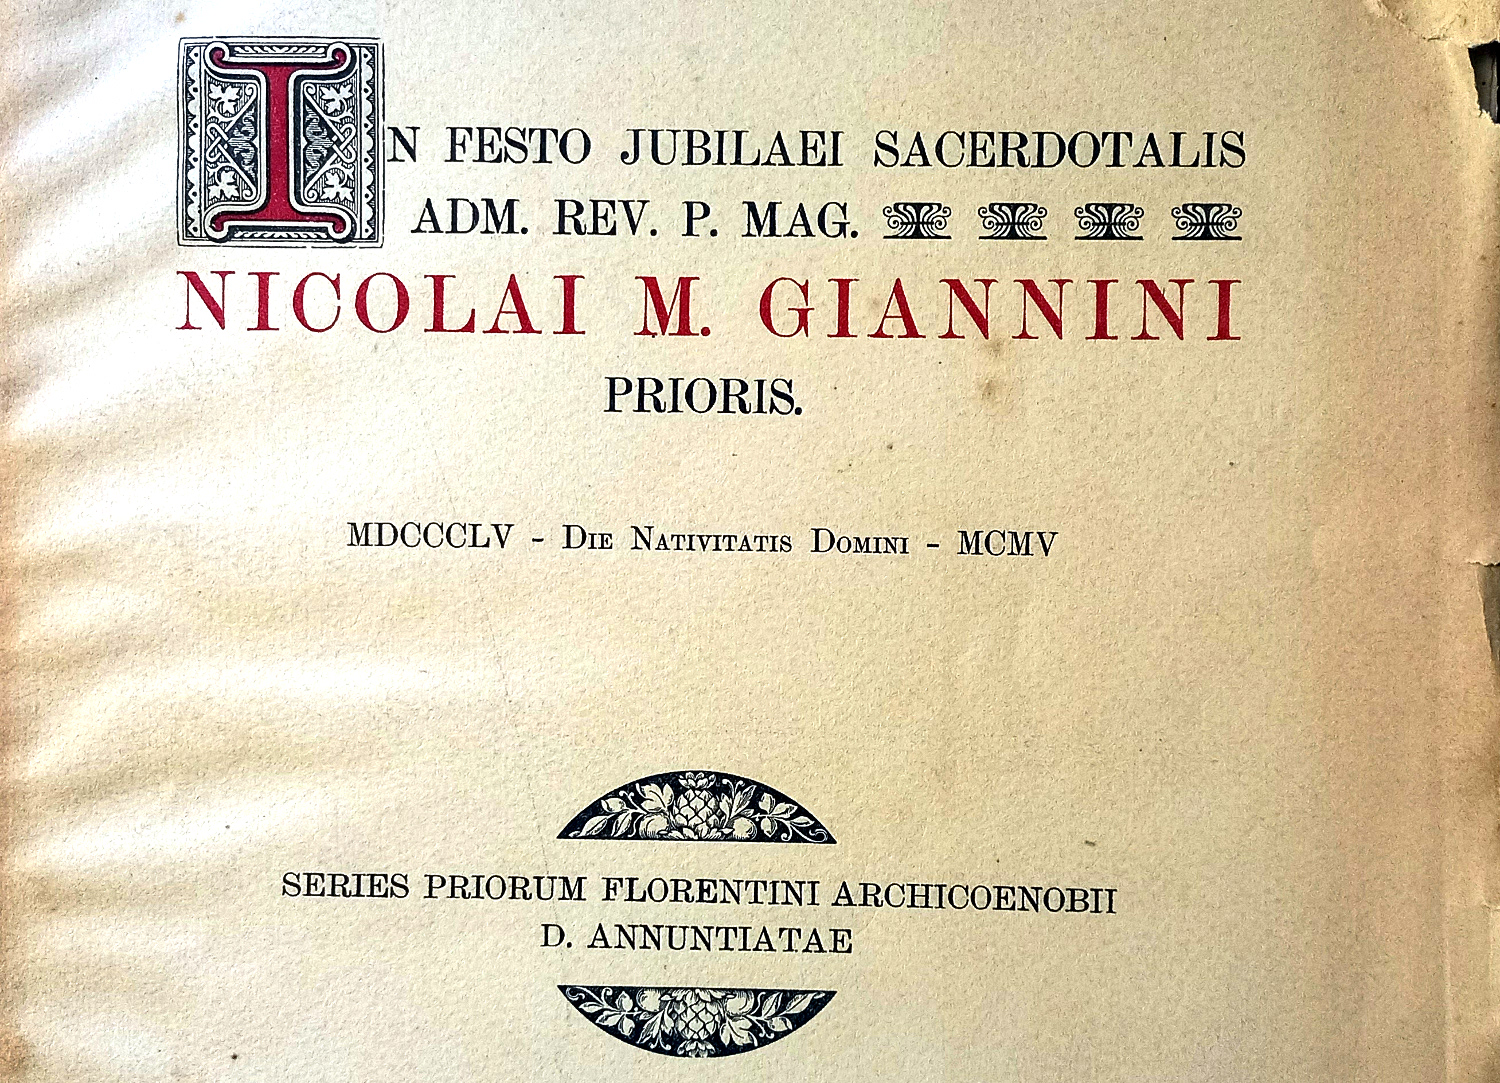 IN FESTO JUBILAEI SACERDOTALIS
ADM. REV. P. MAG.
NICOLAI M. GIANNINI
PRIORIS.
MDCCCLV - DIE NATIVITATIS DOMINI - MCMV
SERIES PRIORUM FLORENTINI ARCHICOENOBII
D. ANNUNTIATAE